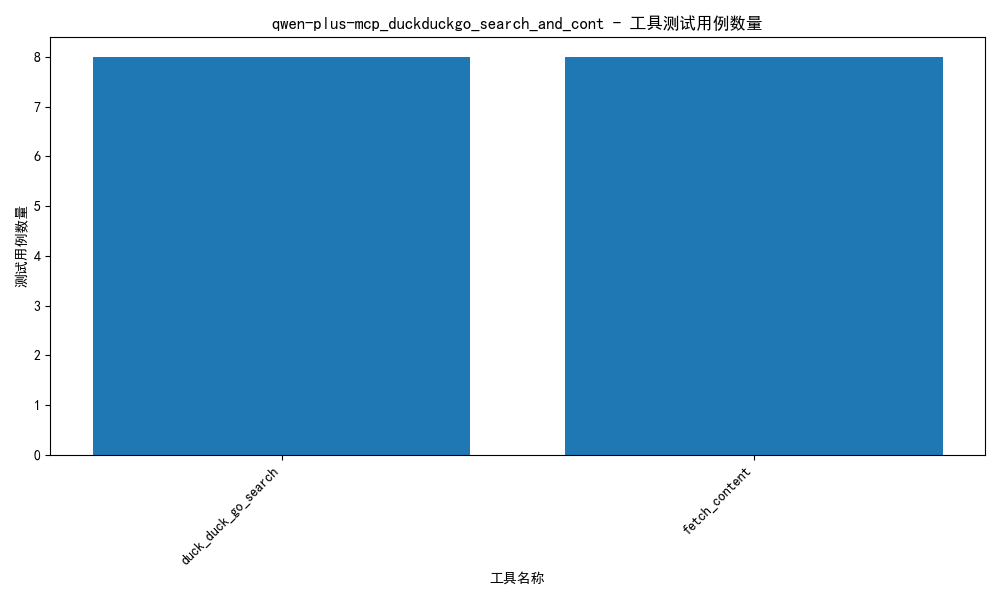 qwen-plus-mcp_duckduckgo_search_and_cont - 工具测试用例数量
测试用例数量
8
7
6
5
4
3
2
1
0
duck_duck_go_search
fetch_content
工具名称